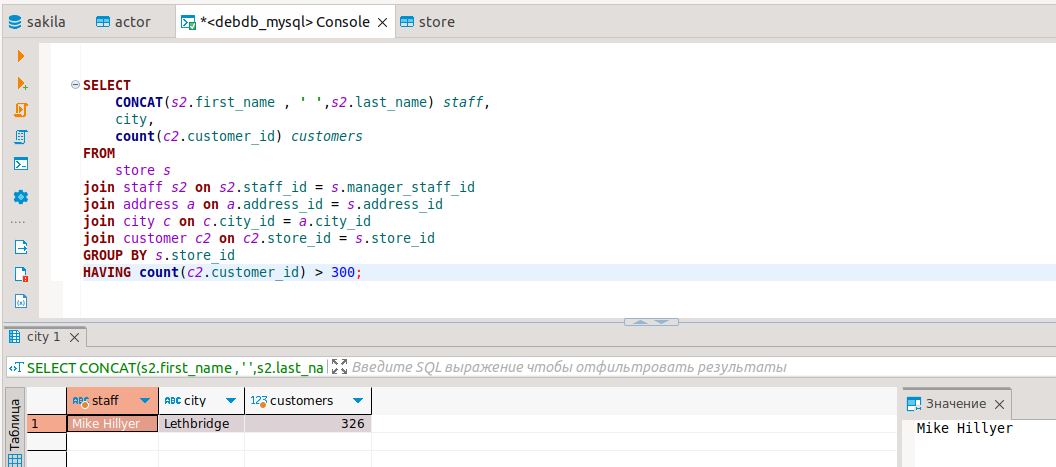 sakila actor *<debdb_mysql> Console store
SELECT
CONCAT(s2.first_name , ' ',s2.last_name) staff,
city,
count(c2.customer_id) customers
FROM
store s
join staff s2 on s2.staff_id = s.manager_staff_id
join address a on a.address_id = s.address_id
join city c on c.city_id = a.city_id
join customer c2 on c2.store_id = s.store_id
GROUP BY s.store_id
HAVING count(c2.customer_id) > 300;
city 1
SELECT CONCAT(s2.first_name , ' ',s2.last_na Введите SQL выражение чтобы отфильтровать результаты
Таблица
ABC staff ABC city 123 customers
1 Mike Hillyer Lethbridge 326
Значение
Mike Hillyer